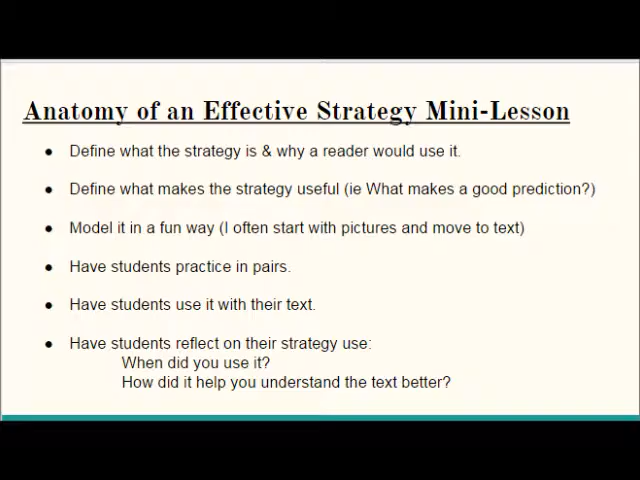 Anatomy of an Effective Strategy Mini-Lesson
● Define what the strategy is & why a reader would use it.
● Define what makes the strategy useful (ie What makes a good prediction?)
● Model it in a fun way (I often start with pictures and move to text)
● Have students practice in pairs.
● Have students use it with their text.
● Have students reflect on their strategy use:
When did you use it?
How did it help you understand the text better?